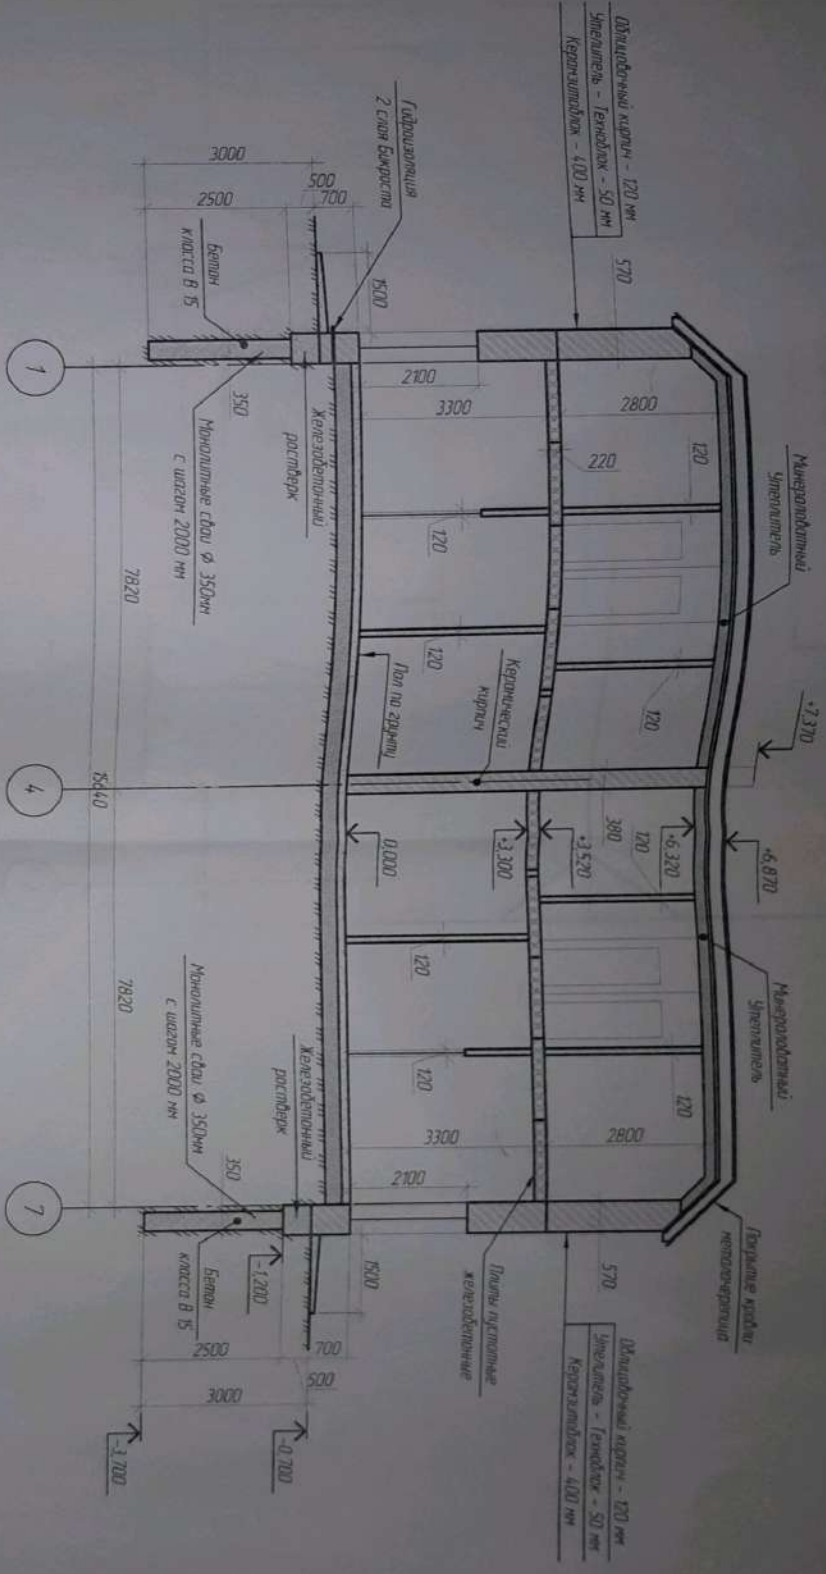 Облицовочный кирпич - 120 мм
Утеплитель - Техноблок - 50 мм
Керамзитоблок - 400 мм
570
Минераловатный
Утеплитель
+7,370
+6,870
Минераловатный
Утеплитель
Покрытие кровли
металлочерепица
Облицовочный кирпич - 120 мм
Утеплитель - Техноблок - 50 мм
Керамзитоблок - 400 мм
570
2800
120
120
+6,320
120
120
2800
220
380
+3,520
+3,300
Керамический
кирпич
Плиты пустотные
железобетонные
Гидроизоляция
2 слоя Бикроста
2100
3300
120
120
Пол по грунту
0,000
120
120
3300
2100
1500
1500
700
500
2500
3000
Железобетонный
ростверк
Железобетонный
ростверк
700
500
2500
3000
-0,700
-1,200
-3,700
Бетон
класса В 15
350
Монолитные сваи Ф 350мм
с шагом 2000 мм
Монолитные сваи Ф 350мм
с шагом 2000 мм
350
Бетон
класса В 15
7820
7820
15640
1
4
7